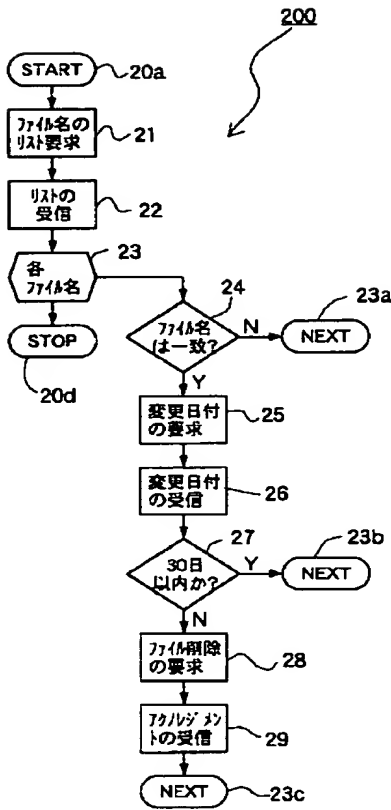 200
START
20a
ファイル名の
リスト要求
21
リストの
受信
22
23
各
ファイル名
STOP
20d
24
ファイル名
は一致?
N
23a
NEXT
Y
変更日付
の要求
25
変更日付
の受信
26
27
30日
以内か?
Y
23b
NEXT
N
ファイル削除
の要求
28
アクノレジメン
トの受信
29
NEXT
23c